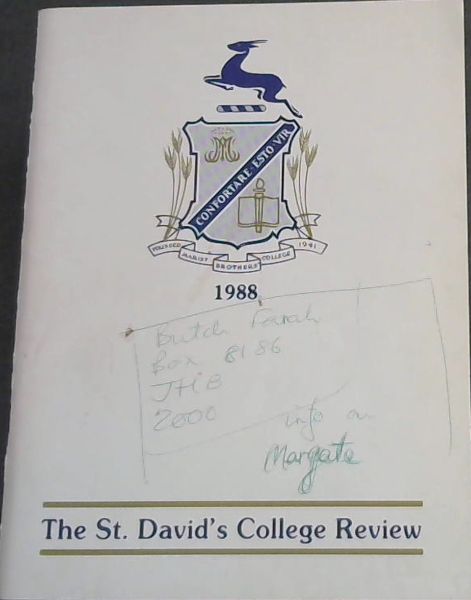 CONFORTARE·ESTO·VIR
FOUNDED MARIST BROTHERS' COLLEGE 1941
1988
Butch Farah
Box 8186
JHB
2000
info on
Margate
The St. David's College Review